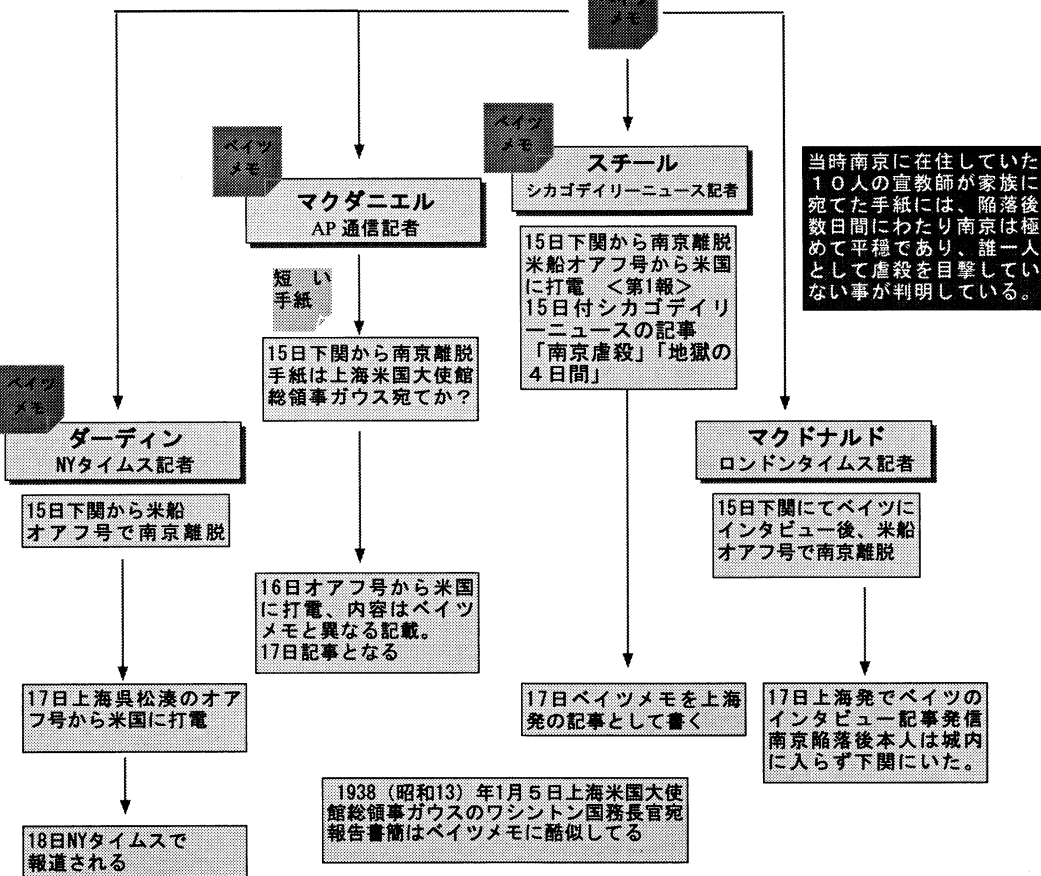 ベイツ
メモ
ベイツ
メモ
ベイツ
メモ
スチール
シカゴデイリーニュース記者
マクダニエル
AP 通信記者
当時南京に在住していた
10人の宣教師が家族に
宛てた手紙には、陥落後
数日間にわたり南京は極
めて平穏であり、誰一人
として虐殺を目撃してい
ない事が判明している。
15日下関から南京離脱
米船オアフ号から米国
に打電　<第1報>
15日付シカゴデイリ
ーニュースの記事
「南京虐殺」「地獄の
4日間」
短　い
手紙
15日下関から南京離脱
手紙は上海米国大使館
総領事ガウス宛てか?
ベイツ
メモ
ダーディン
NYタイムス記者
マクドナルド
ロンドンタイムス記者
15日下関から米船
オアフ号で南京離脱
15日下関にてベイツに
インタビュー後、米船
オアフ号で南京離脱
16日オアフ号から米国
に打電、内容はベイツ
メモと異なる記載。
17日記事となる
17日上海呉松湊のオア
フ号から米国に打電
17日ベイツメモを上海
発の記事として書く
17日上海発でベイツの
インタビュー記事発信
南京陥落後本人は城内
に入らず下関にいた。
1938(昭和13)年1月5日上海米国大使
館総領事ガウスのワシントン国務長官宛
報告書簡はベイツメモに酷似してる
18日NYタイムスで
報道される